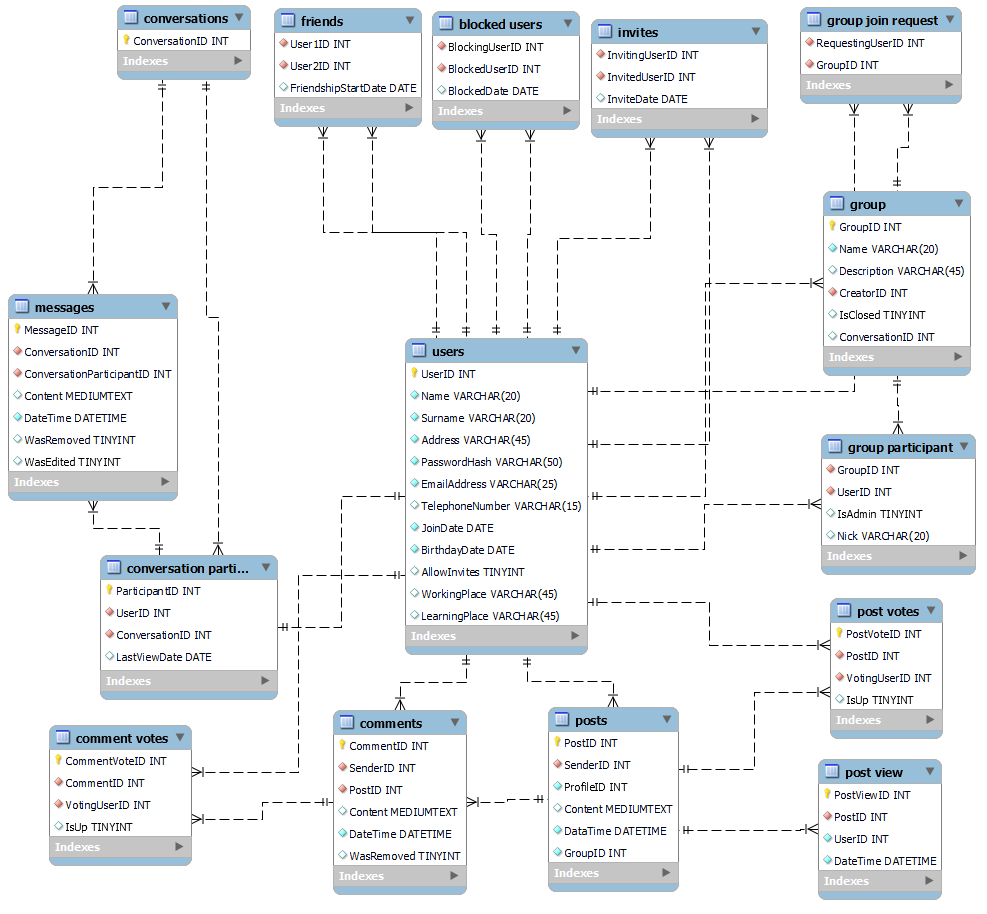 conversations
ConversationID INT
Indexes
friends
User1ID INT
User2ID INT
FriendshipStartDate DATE
Indexes
blocked users
BlockingUserID INT
BlockedUserID INT
BlockedDate DATE
Indexes
invites
InvitingUserID INT
InvitedUserID INT
InviteDate DATE
Indexes
group join request
RequestingUserID INT
GroupID INT
Indexes
group
GroupID INT
Name VARCHAR(20)
Description VARCHAR(45)
CreatorID INT
IsClosed TINYINT
ConversationID INT
Indexes
messages
MessageID INT
ConversationID INT
ConversationParticipantID INT
Content MEDIUMTEXT
DateTime DATETIME
WasRemoved TINYINT
WasEdited TINYINT
Indexes
users
UserID INT
Name VARCHAR(20)
Surname VARCHAR(20)
Address VARCHAR(45)
PasswordHash VARCHAR(50)
EmailAddress VARCHAR(25)
TelephoneNumber VARCHAR(15)
JoinDate DATE
BirthdayDate DATE
AllowInvites TINYINT
WorkingPlace VARCHAR(45)
LearningPlace VARCHAR(45)
Indexes
group participant
GroupID INT
UserID INT
IsAdmin TINYINT
Nick VARCHAR(20)
Indexes
conversation parti...
ParticipantID INT
UserID INT
ConversationID INT
LastViewDate DATE
Indexes
post votes
PostVoteID INT
PostID INT
VotingUserID INT
IsUp TINYINT
Indexes
comment votes
CommentVoteID INT
CommentID INT
VotingUserID INT
IsUp TINYINT
Indexes
comments
CommentID INT
SenderID INT
PostID INT
Content MEDIUMTEXT
DateTime DATETIME
WasRemoved TINYINT
Indexes
posts
PostID INT
SenderID INT
ProfileID INT
Content MEDIUMTEXT
DataTime DATETIME
GroupID INT
Indexes
post view
PostViewID INT
PostID INT
UserID INT
DateTime DATETIME
Indexes